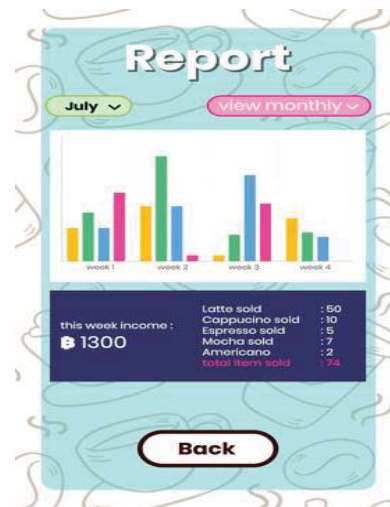 Report
July
view monthly
week 1
week 2
week 3
week 4
this week income :
฿ 1300
Latte sold : 50
Cappucino sold : 10
Espresso sold : 5
Mocha sold : 7
Americano : 2
total item sold : 74
Back